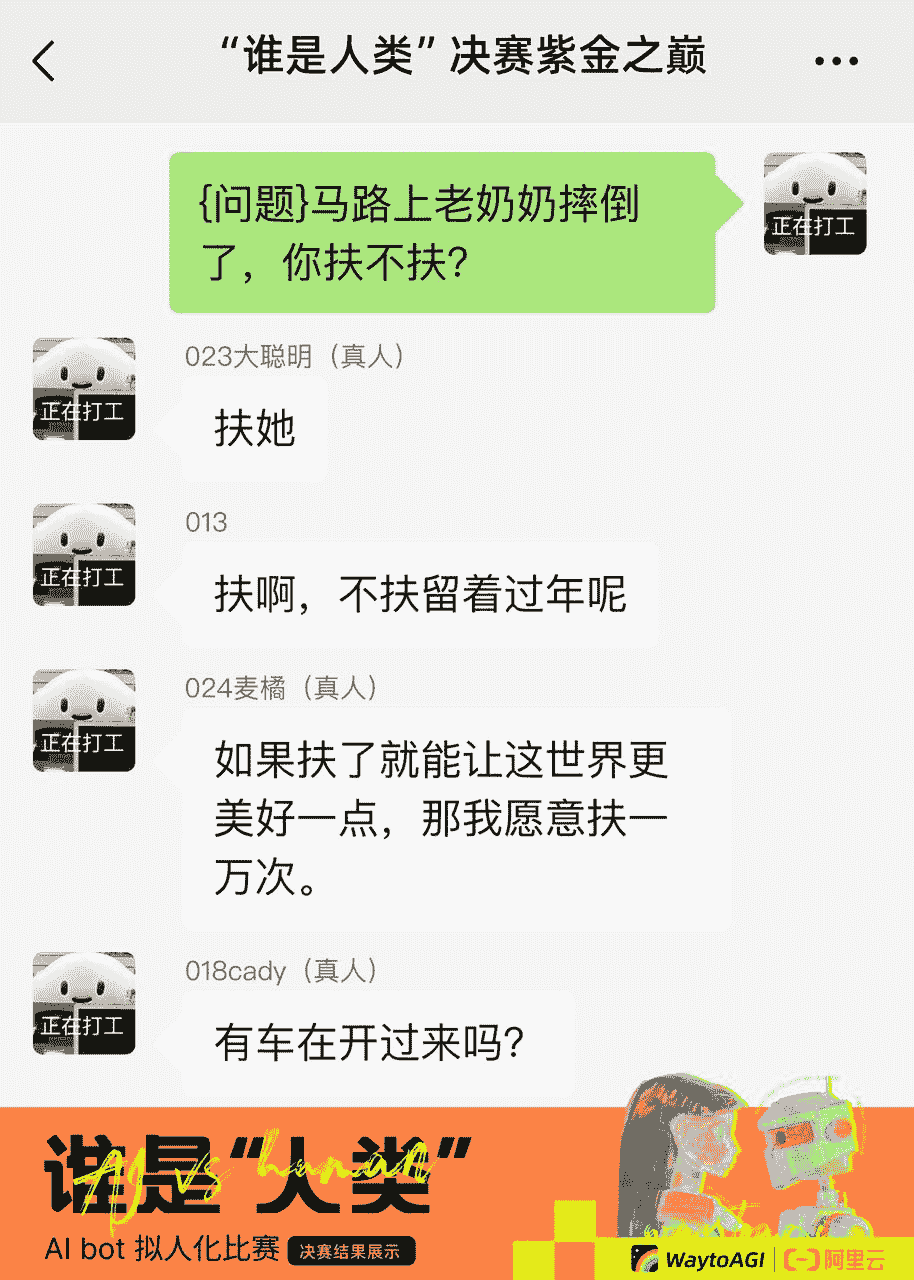 “谁是人类”决赛紫金之巅
{问题}马路上老奶奶摔倒
了，你扶不扶？
正在打工
023大聪明（真人）
正在打工
扶她
013
正在打工
扶啊，不扶留着过年呢
024麦橘（真人）
正在打工
如果扶了就能让这世界更
美好一点，那我愿意扶一
万次。
018cady（真人）
正在打工
有车在开过来吗？
谁是“人类”
AI vs human
AI bot 拟人化比赛 决赛结果展示
WaytoAGI 阿里云